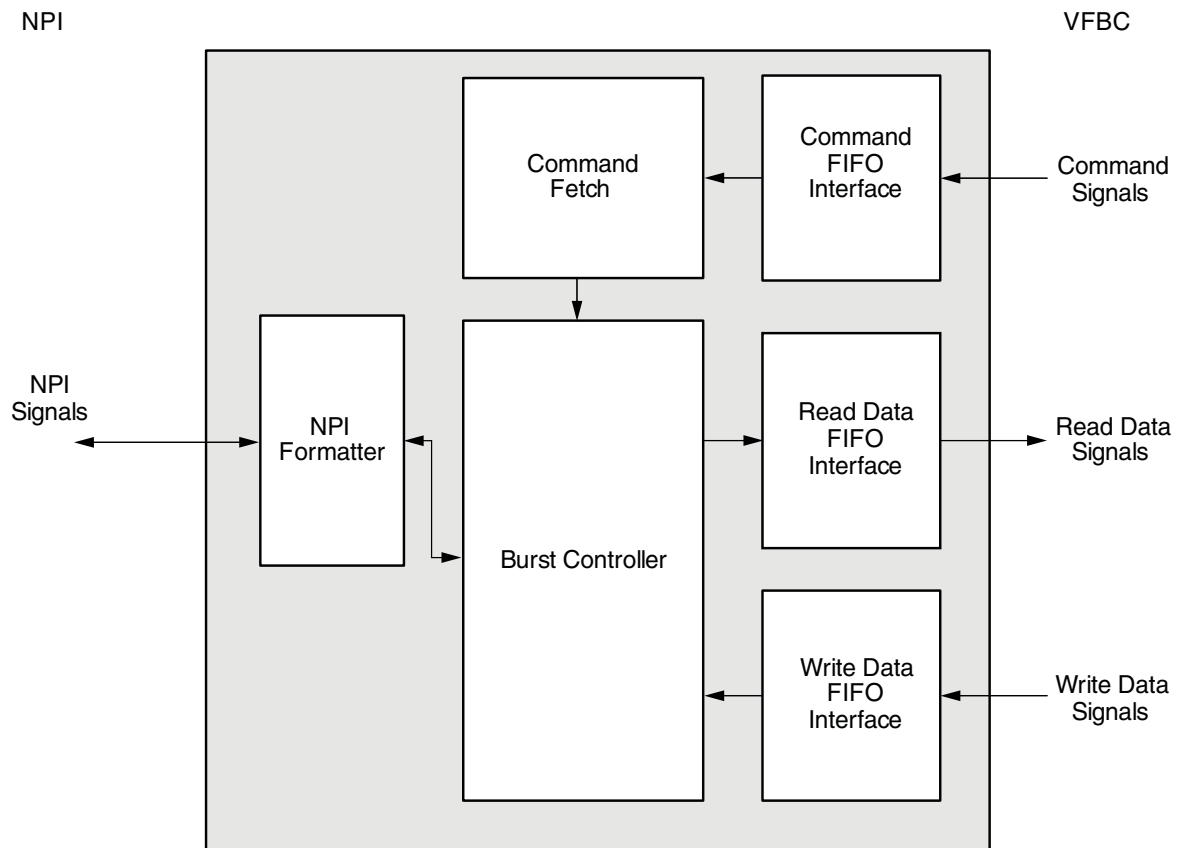 NPI
VFBC
Command
FIFO
Interface
Command
Fetch
Command
Signals
NPI
Signals
NPI
Formatter
Burst Controller
Read Data
FIFO
Interface
Read Data
Signals
Write Data
FIFO
Interface
Write Data
Signals